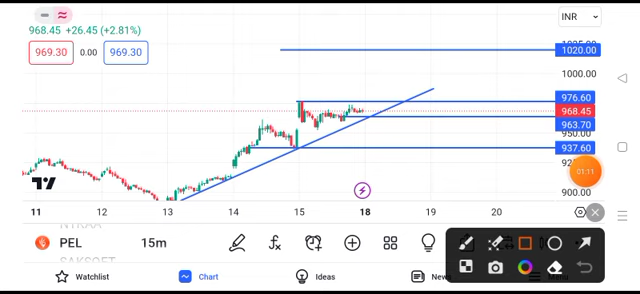 INR
968.45 +26.45 (+2.81%)
969.30 0.00 969.30
1020.00
1000.00
976.60
968.45
963.70
950.00
937.60
900.00
01:11
11 12 13 14 15 18 19 20
PEL 15m
Watchlist Chart Ideas News